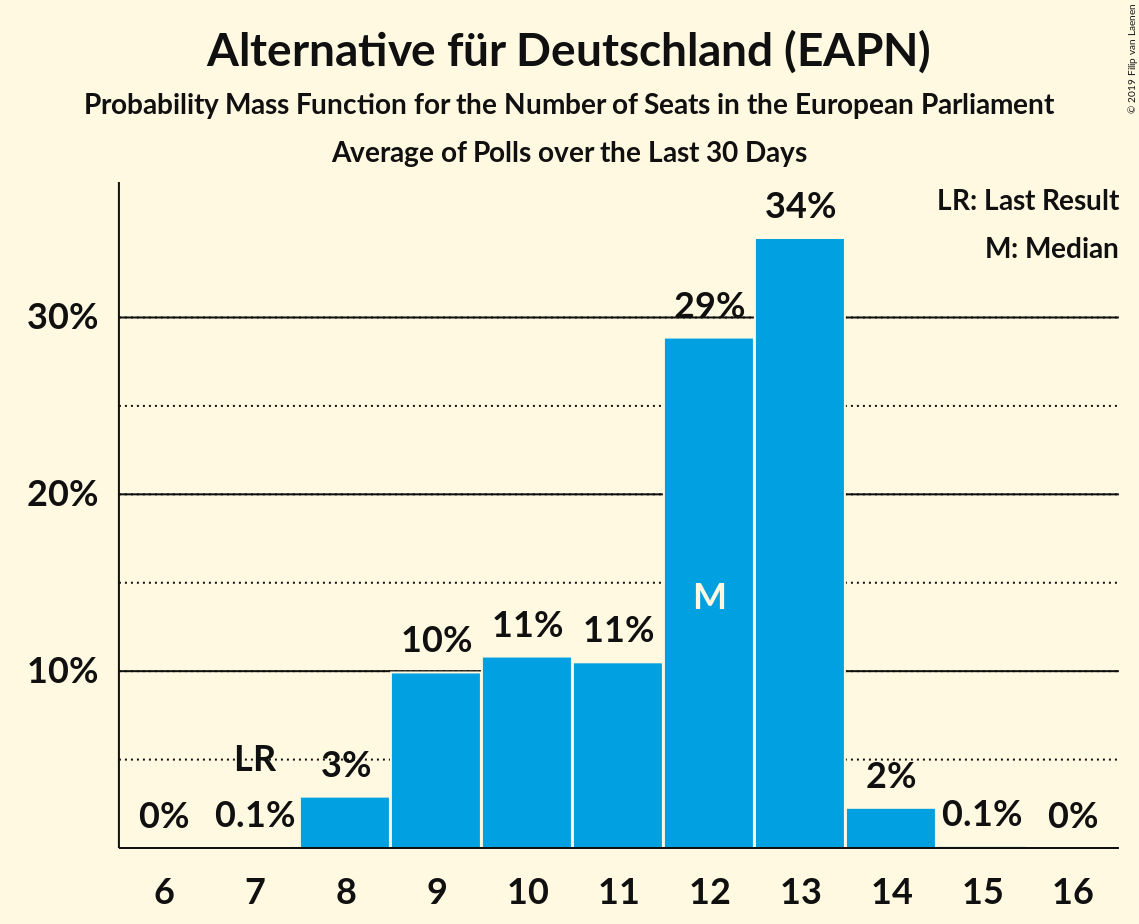 Alternative für Deutschland (EAPN)
Probability Mass Function for the Number of Seats in the European Parliament
Average of Polls over the Last 30 Days
© 2019 Filip van Laenen
LR: Last Result
M: Median
34%
29%
30%
20%
M
11%
11%
10%
10%
LR
3%
2%
0%
0.1%
0.1%
0%
6 7 8 9 10 11 12 13 14 15 16